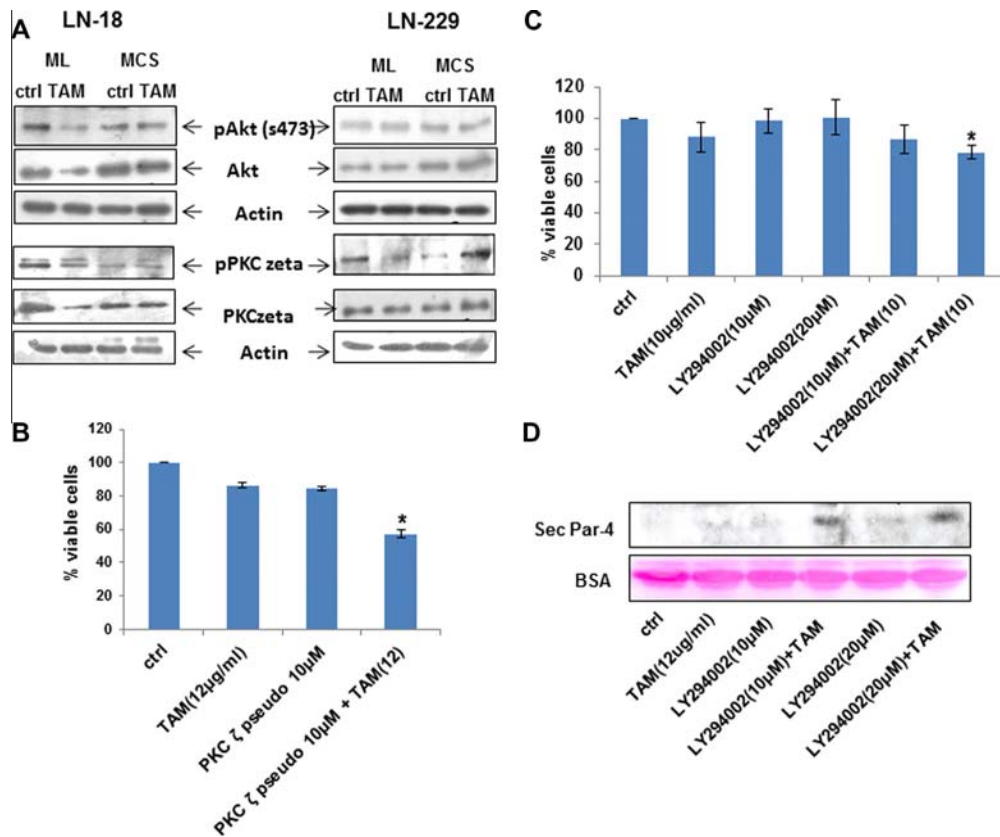 A
LN-18
LN-229
ML MCS
ctrl TAM ctrl TAM
ML MCS
ctrl TAM ctrl TAM
pAkt (s473)
Akt
Actin
pPKC zeta
PKCzeta
Actin
B
% viable cells
120
100
80
60
40
20
0
ctrl
TAM(12µg/ml)
PKC ζ pseudo 10µM
PKC ζ pseudo 10µM + TAM(12)
*
C
% viable cells
120
100
80
60
40
20
0
ctrl
TAM(10µg/ml)
LY294002(10µM)
LY294002(20µM)
LY294002(10µM)+TAM(10)
LY294002(20µM)+TAM(10)
*
D
Sec Par-4
BSA
ctrl
TAM(12µg/ml)
LY294002(10µM)
LY294002(10µM)+TAM
LY294002(20µM)
LY294002(20µM)+TAM